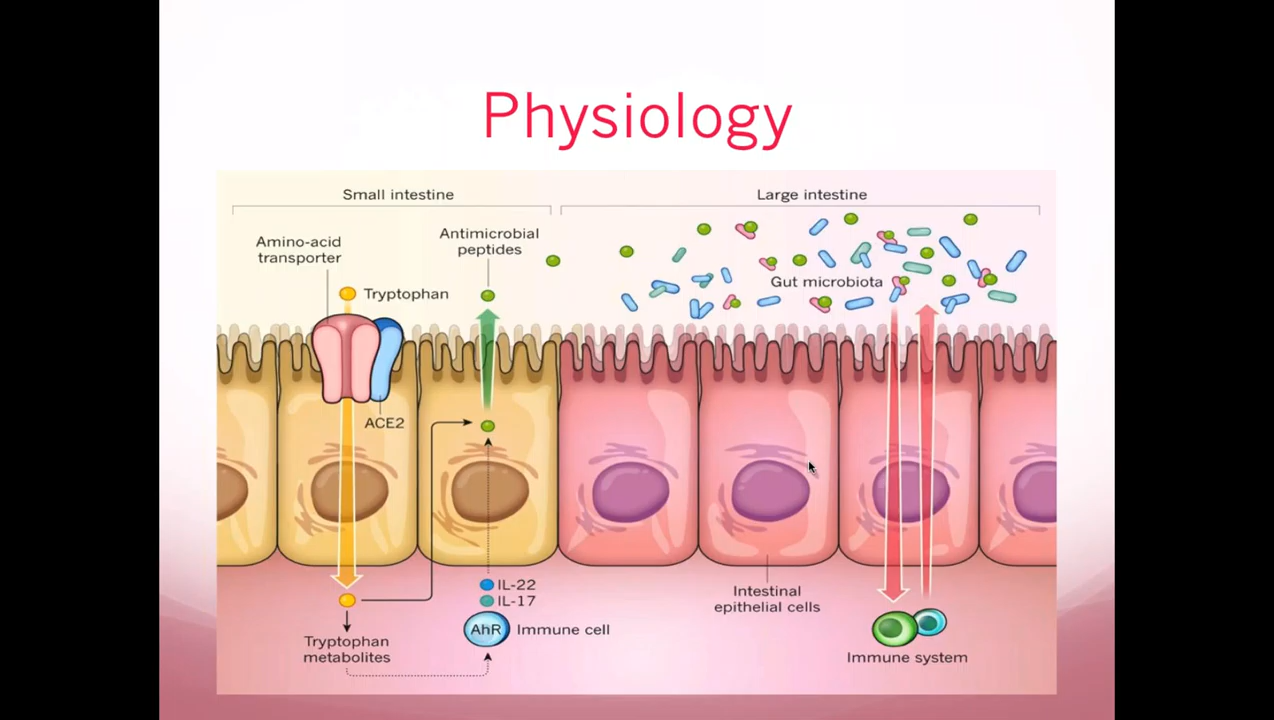 Physiology
Small intestine
Large intestine
Amino-acid
transporter
Antimicrobial
peptides
Tryptophan
Gut microbiota
ACE2
IL-22
IL-17
AhR
Immune cell
Tryptophan
metabolites
Intestinal
epithelial cells
Immune system